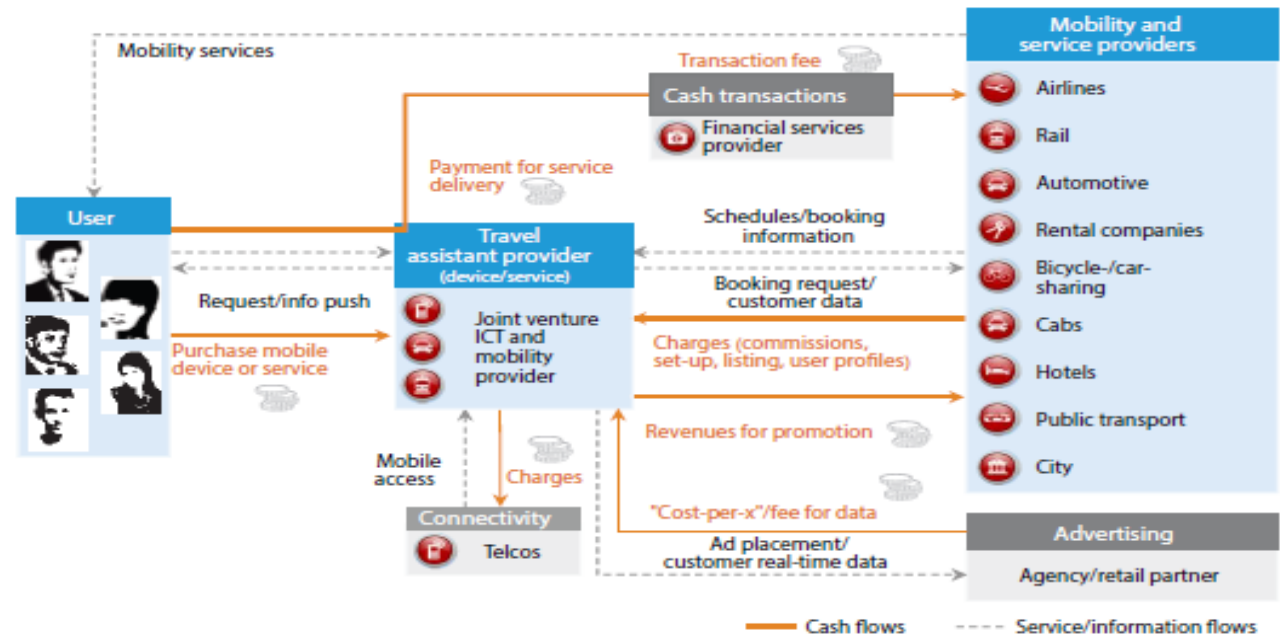 Mobility services
Transaction fee
Cash transactions
Financial services
provider
Mobility and
service providers
Airlines
Rail
Automotive
Rental companies
Bicycle-/car-
sharing
Cabs
Hotels
Public transport
City
Payment for service
delivery
User
Request/info push
Purchase mobile
device or service
Travel
assistant provider
(device/service)
Joint venture
ICT and
mobility
provider
Schedules/booking
information
Booking request/
customer data
Charges (commissions,
set-up, listing, user profiles)
Revenues for promotion
Mobile
access
Charges
Connectivity
Telcos
"Cost-per-x"/fee for data
Ad placement/
customer real-time data
Advertising
Agency/retail partner
Cash flows
Service/information flows